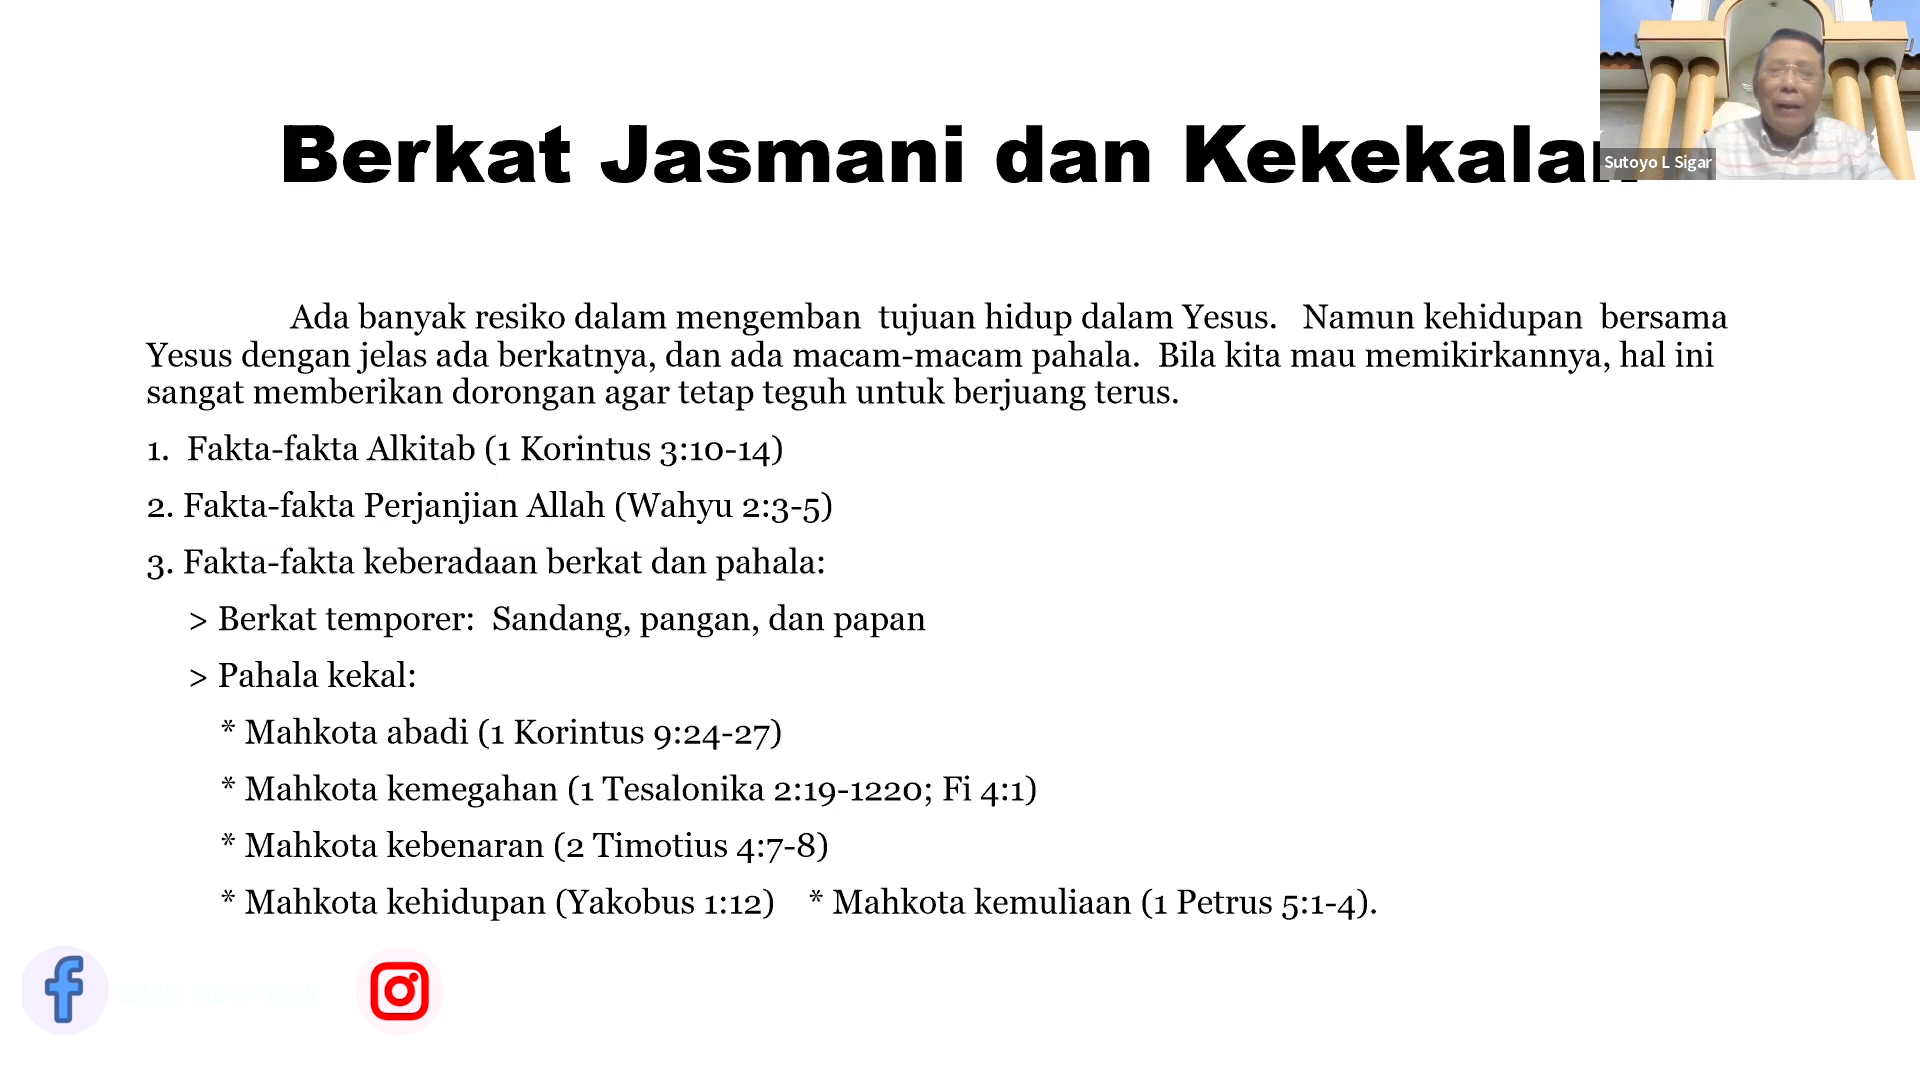 Berkat Jasmani dan Kekekalan
Sutoyo L Sigar
Ada banyak resiko dalam mengemban tujuan hidup dalam Yesus. Namun kehidupan bersama
Yesus dengan jelas ada berkatnya, dan ada macam-macam pahala. Bila kita mau memikirkannya, hal ini
sangat memberikan dorongan agar tetap teguh untuk berjuang terus.
1. Fakta-fakta Alkitab (1 Korintus 3:10-14)
2. Fakta-fakta Perjanjian Allah (Wahyu 2:3-5)
3. Fakta-fakta keberadaan berkat dan pahala:
> Berkat temporer: Sandang, pangan, dan papan
> Pahala kekal:
* Mahkota abadi (1 Korintus 9:24-27)
* Mahkota kemegahan (1 Tesalonika 2:19-1220; Fi 4:1)
* Mahkota kebenaran (2 Timotius 4:7-8)
* Mahkota kehidupan (Yakobus 1:12) * Mahkota kemuliaan (1 Petrus 5:1-4).